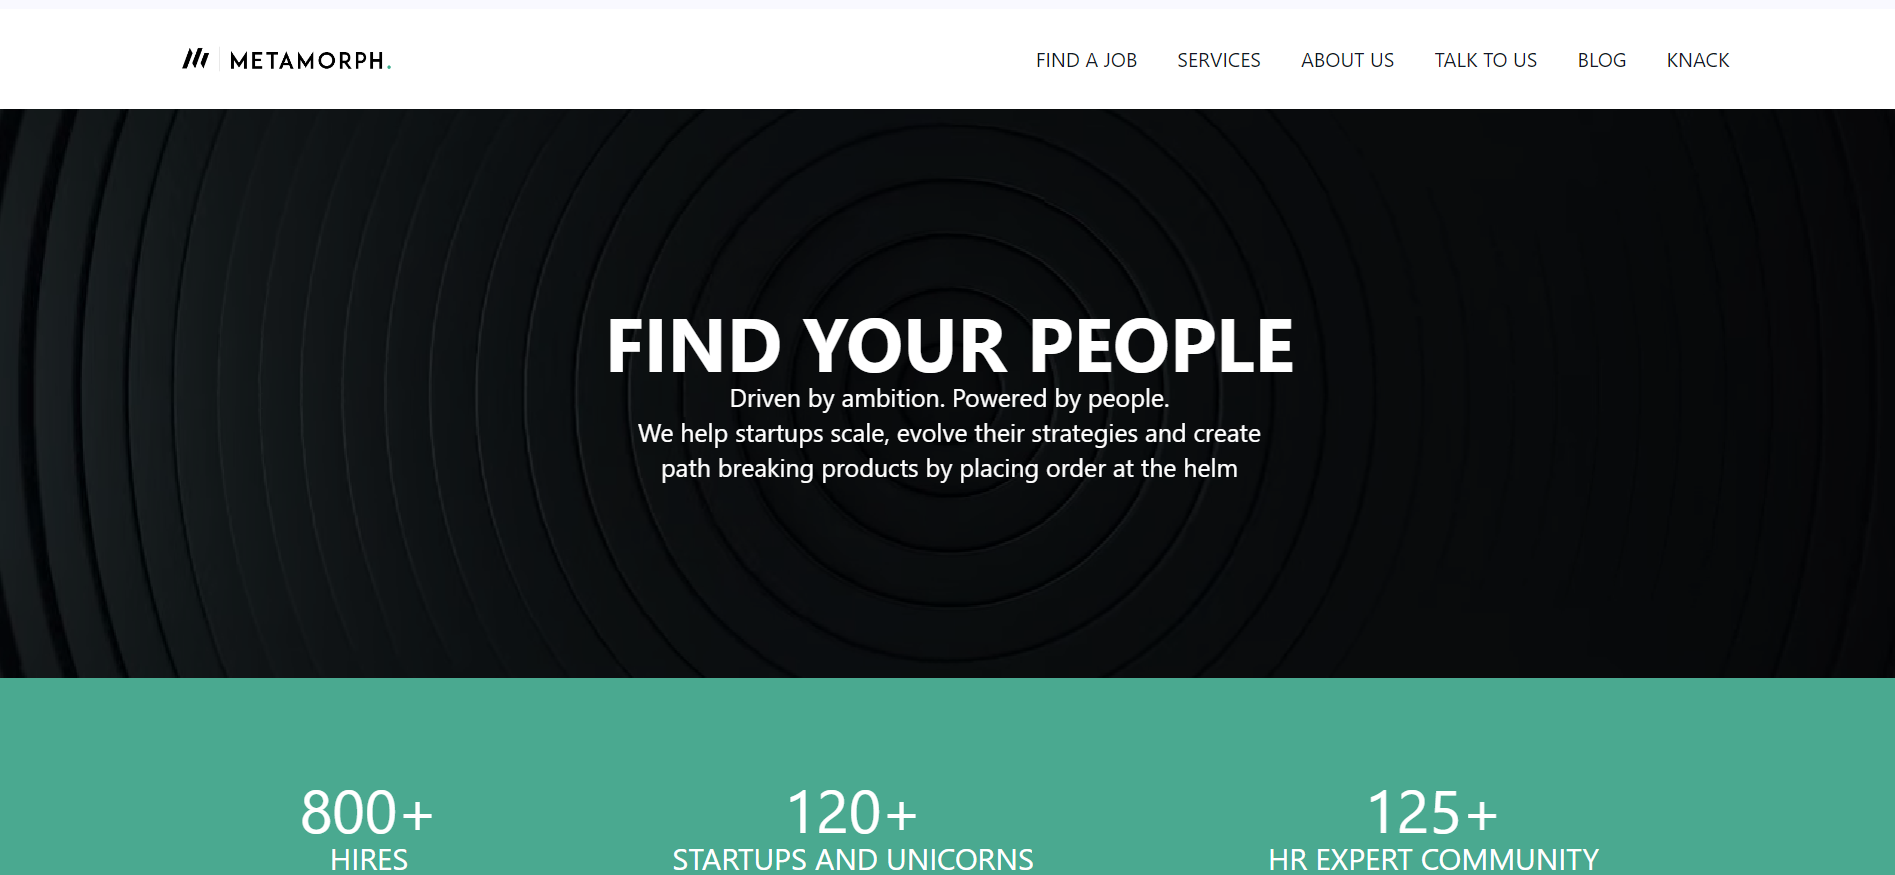 METAMORPH.
FIND A JOB
SERVICES
ABOUT US
TALK TO US
BLOG
KNACK
FIND YOUR PEOPLE
Driven by ambition. Powered by people.
We help startups scale, evolve their strategies and create
path breaking products by placing order at the helm
800+
HIRES
120+
STARTUPS AND UNICORNS
125+
HR EXPERT COMMUNITY